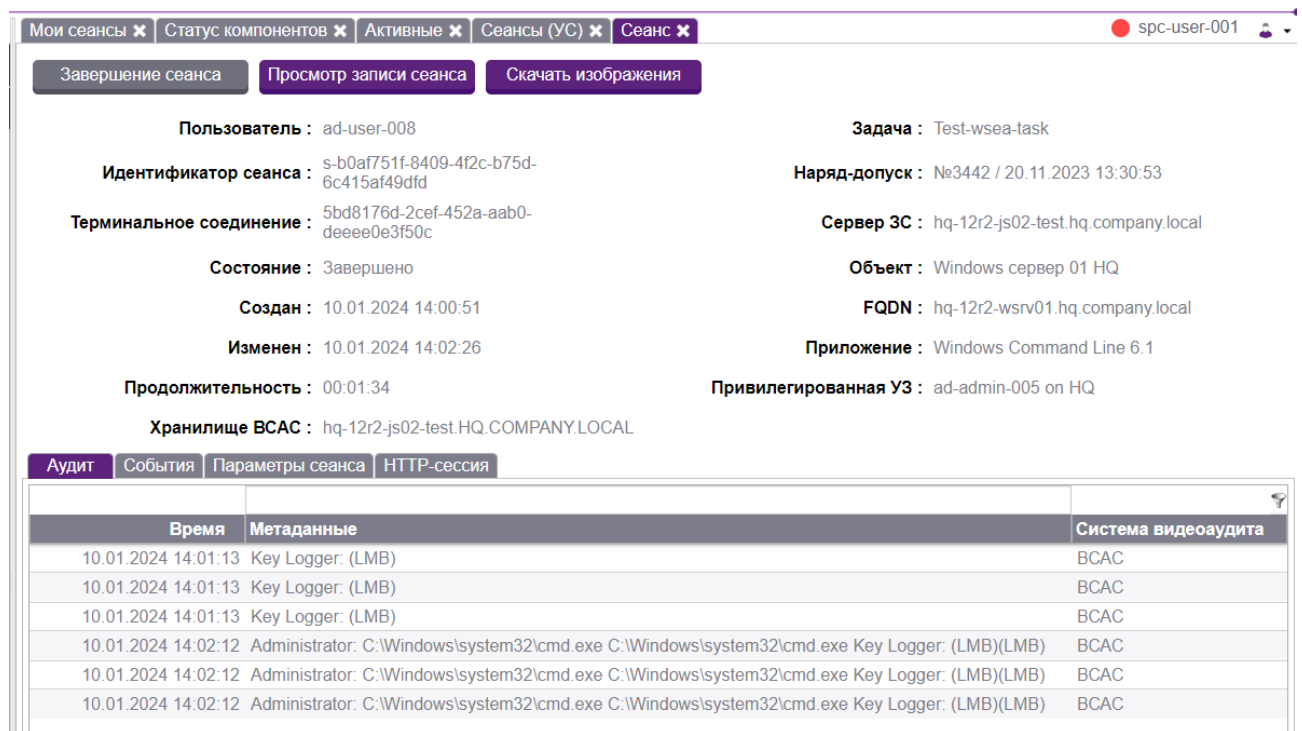 Мои сеансы ✖ Статус компонентов ✖ Активные ✖ Сеансы (УС) ✖ Сеанс ✖ spc-user-001
Завершение сеанса Просмотр записи сеанса Скачать изображения
Пользователь : ad-user-008 Задача : Test-wsea-task
Идентификатор сеанса : s-b0af751f-8409-4f2c-b75d-
6c415af49dfd
Наряд-допуск : №3442 / 20.11.2023 13:30:53
Терминальное соединение : 5bd8176d-2cef-452a-aab0-
deeee0e3f50c
Сервер ЗС : hq-12r2-js02-test.hq.company.local
Состояние : Завершено Объект : Windows сервер 01 HQ
Создан : 10.01.2024 14:00:51 FQDN : hq-12r2-wsrv01.hq.company.local
Изменен : 10.01.2024 14:02:26 Приложение : Windows Command Line 6.1
Продолжительность : 00:01:34 Привилегированная УЗ : ad-admin-005 on HQ
Хранилище ВСАС : hq-12r2-js02-test.HQ.COMPANY.LOCAL
Аудит События Параметры сеанса HTTP-сессия
Время Метаданные Система видеоаудита
10.01.2024 14:01:13 Key Logger: (LMB) ВСАС
10.01.2024 14:01:13 Key Logger: (LMB) ВСАС
10.01.2024 14:01:13 Key Logger: (LMB) ВСАС
10.01.2024 14:02:12 Administrator: C:\Windows\system32\cmd.exe C:\Windows\system32\cmd.exe Key Logger: (LMB)(LMB) ВСАС
10.01.2024 14:02:12 Administrator: C:\Windows\system32\cmd.exe C:\Windows\system32\cmd.exe Key Logger: (LMB)(LMB) ВСАС
10.01.2024 14:02:12 Administrator: C:\Windows\system32\cmd.exe C:\Windows\system32\cmd.exe Key Logger: (LMB)(LMB) ВСАС